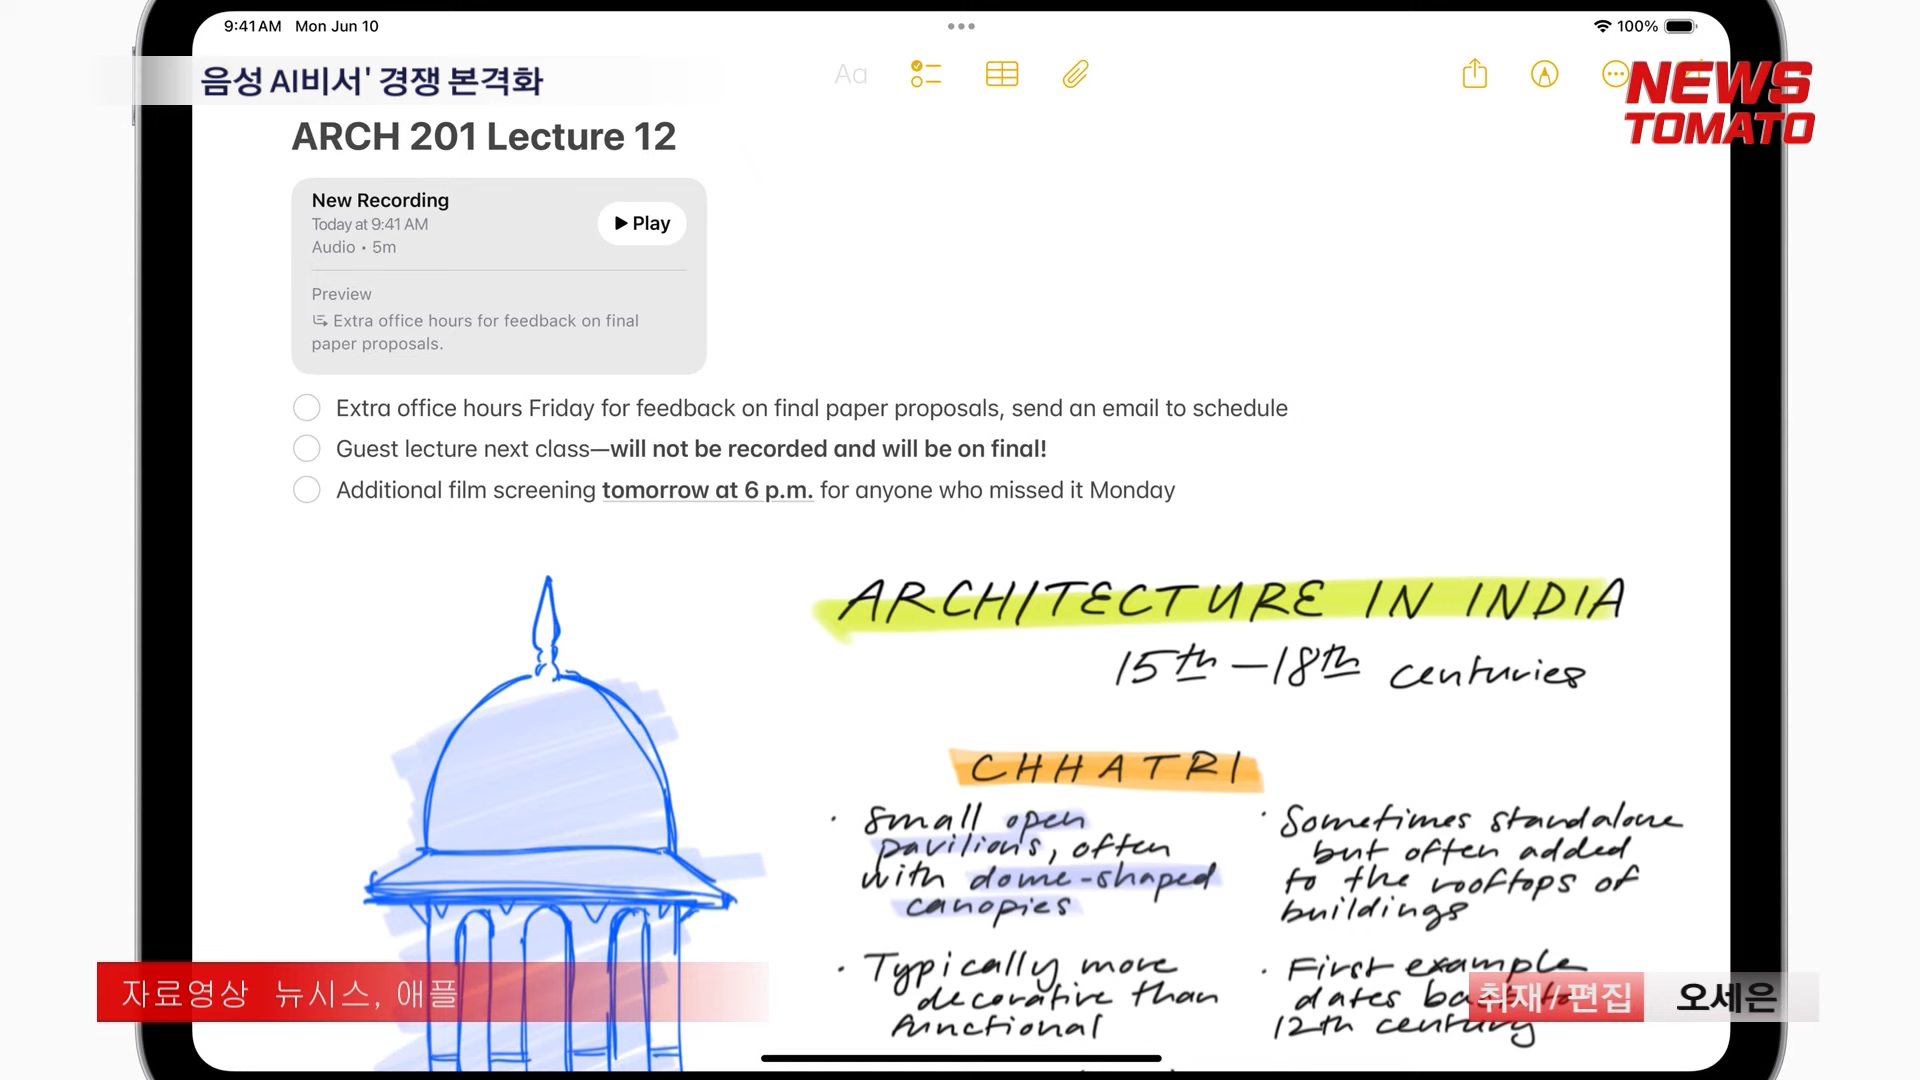 9:41 AM Mon Jun 10
100%
음성 AI비서' 경쟁 본격화
Aa
NEWS
TOMATO
ARCH 201 Lecture 12
New Recording
Today at 9:41 AM
Audio • 5m
Play
Preview
Extra office hours for feedback on final
paper proposals.
Extra office hours Friday for feedback on final paper proposals, send an email to schedule
Guest lecture next class—will not be recorded and will be on final!
Additional film screening tomorrow at 6 p.m. for anyone who missed it Monday
ARCHITECTURE IN INDIA
15th – 18th centuries
CHHATRI
· Small open
pavilions, often
with dome-shaped
canopies
· Typically more
decorative than
functional
· Sometimes standalone
but often added
to the rooftops of
buildings
· First example
dates back to
12th century
자료영상 뉴시스, 애플
취재/편집 오세은